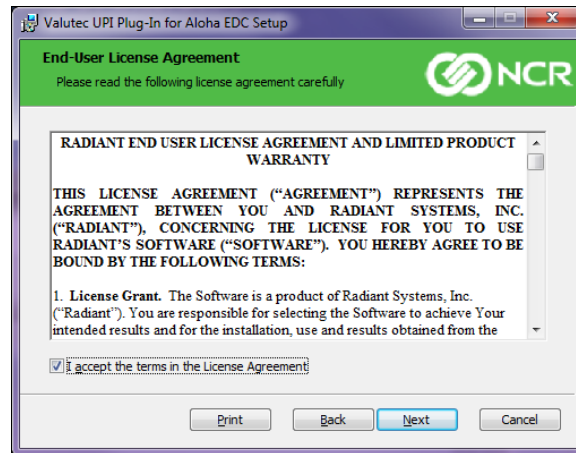 Valutec UPI Plug-In for Aloha EDC Setup
End-User License Agreement
Please read the following license agreement carefully
NCR
RADIANT END USER LICENSE AGREEMENT AND LIMITED PRODUCT
WARRANTY
THIS LICENSE AGREEMENT (“AGREEMENT”) REPRESENTS THE
AGREEMENT BETWEEN YOU AND RADIANT SYSTEMS, INC.
(“RADIANT”), CONCERNING THE LICENSE FOR YOU TO USE
RADIANT'S SOFTWARE (“SOFTWARE”). YOU HEREBY AGREE TO BE
BOUND BY THE FOLLOWING TERMS:
1. License Grant. The Software is a product of Radiant Systems, Inc.
(“Radiant”). You are responsible for selecting the Software to achieve Your
intended results and for the installation, use and results obtained from the
I accept the terms in the License Agreement
Print Back Next Cancel